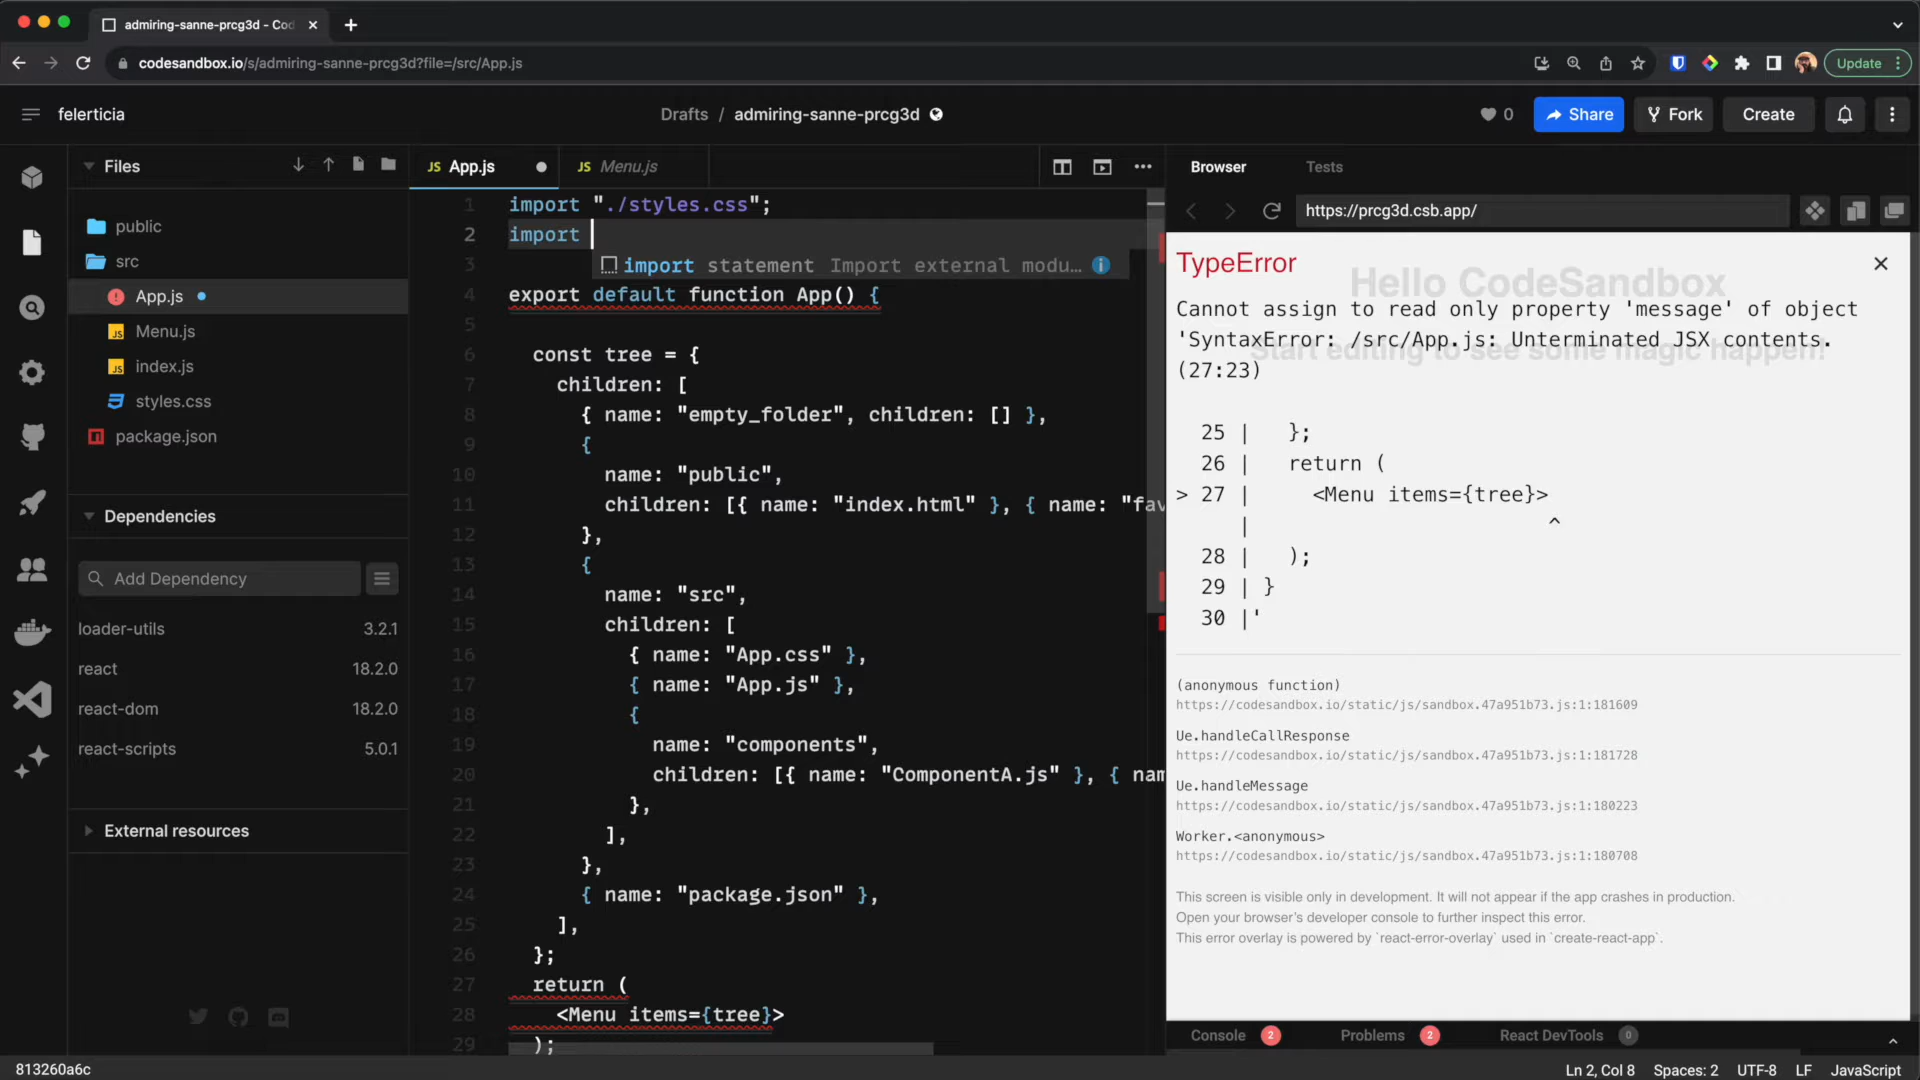 admiring-sanne-prcg3d - Cod
codesandbox.io/s/admiring-sanne-prcg3d?file=/src/App.js
Update
felerticia
Drafts / admiring-sanne-prcg3d
0
Share
Fork
Create
Files
public
src
App.js
Menu.js
index.js
styles.css
package.json
Dependencies
Add Dependency
loader-utils 3.2.1
react 18.2.0
react-dom 18.2.0
react-scripts 5.0.1
External resources
JS App.js
JS Menu.js
1 import "./styles.css";
2 import
3 import statement Import external modu…
4 export default function App() {
5
6 const tree = {
7 children: [
8 { name: "empty_folder", children: [] },
9 {
10 name: "public",
11 children: [{ name: "index.html" }, { name: "fav
12 },
13 {
14 name: "src",
15 children: [
16 { name: "App.css" },
17 { name: "App.js" },
18 {
19 name: "components",
20 children: [{ name: "ComponentA.js" }, { nam
21 },
22 ],
23 },
24 { name: "package.json" },
25 ],
26 };
27 return (
28 <Menu items={tree}>
29 );
Browser
Tests
https://prcg3d.csb.app/
TypeError
Hello CodeSandbox
Cannot assign to read only property 'message' of object
'SyntaxError: /src/App.js: Unterminated JSX contents.
Start editing to see some magic happen!
(27:23)
25 | };
26 | return (
> 27 | <Menu items={tree}>
| ^
28 | );
29 | }
30 |'
(anonymous function)
https://codesandbox.io/static/js/sandbox.47a951b73.js:1:181609
Ue.handleCallResponse
https://codesandbox.io/static/js/sandbox.47a951b73.js:1:181728
Ue.handleMessage
https://codesandbox.io/static/js/sandbox.47a951b73.js:1:180223
Worker.<anonymous>
https://codesandbox.io/static/js/sandbox.47a951b73.js:1:180708
This screen is visible only in development. It will not appear if the app crashes in production.
Open your browser's developer console to further inspect this error.
This error overlay is powered by `react-error-overlay` used in `create-react-app`.
Console 2
Problems 2
React DevTools 0
813260a6c
Ln 2, Col 8
Spaces: 2
UTF-8
LF
JavaScript